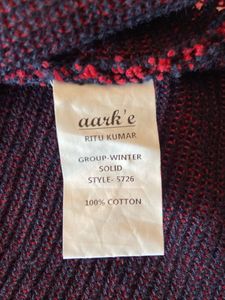 aark'e
RITU KUMAR
GROUP-WINTER
SOLID
STYLE- 5726
100% COTTON